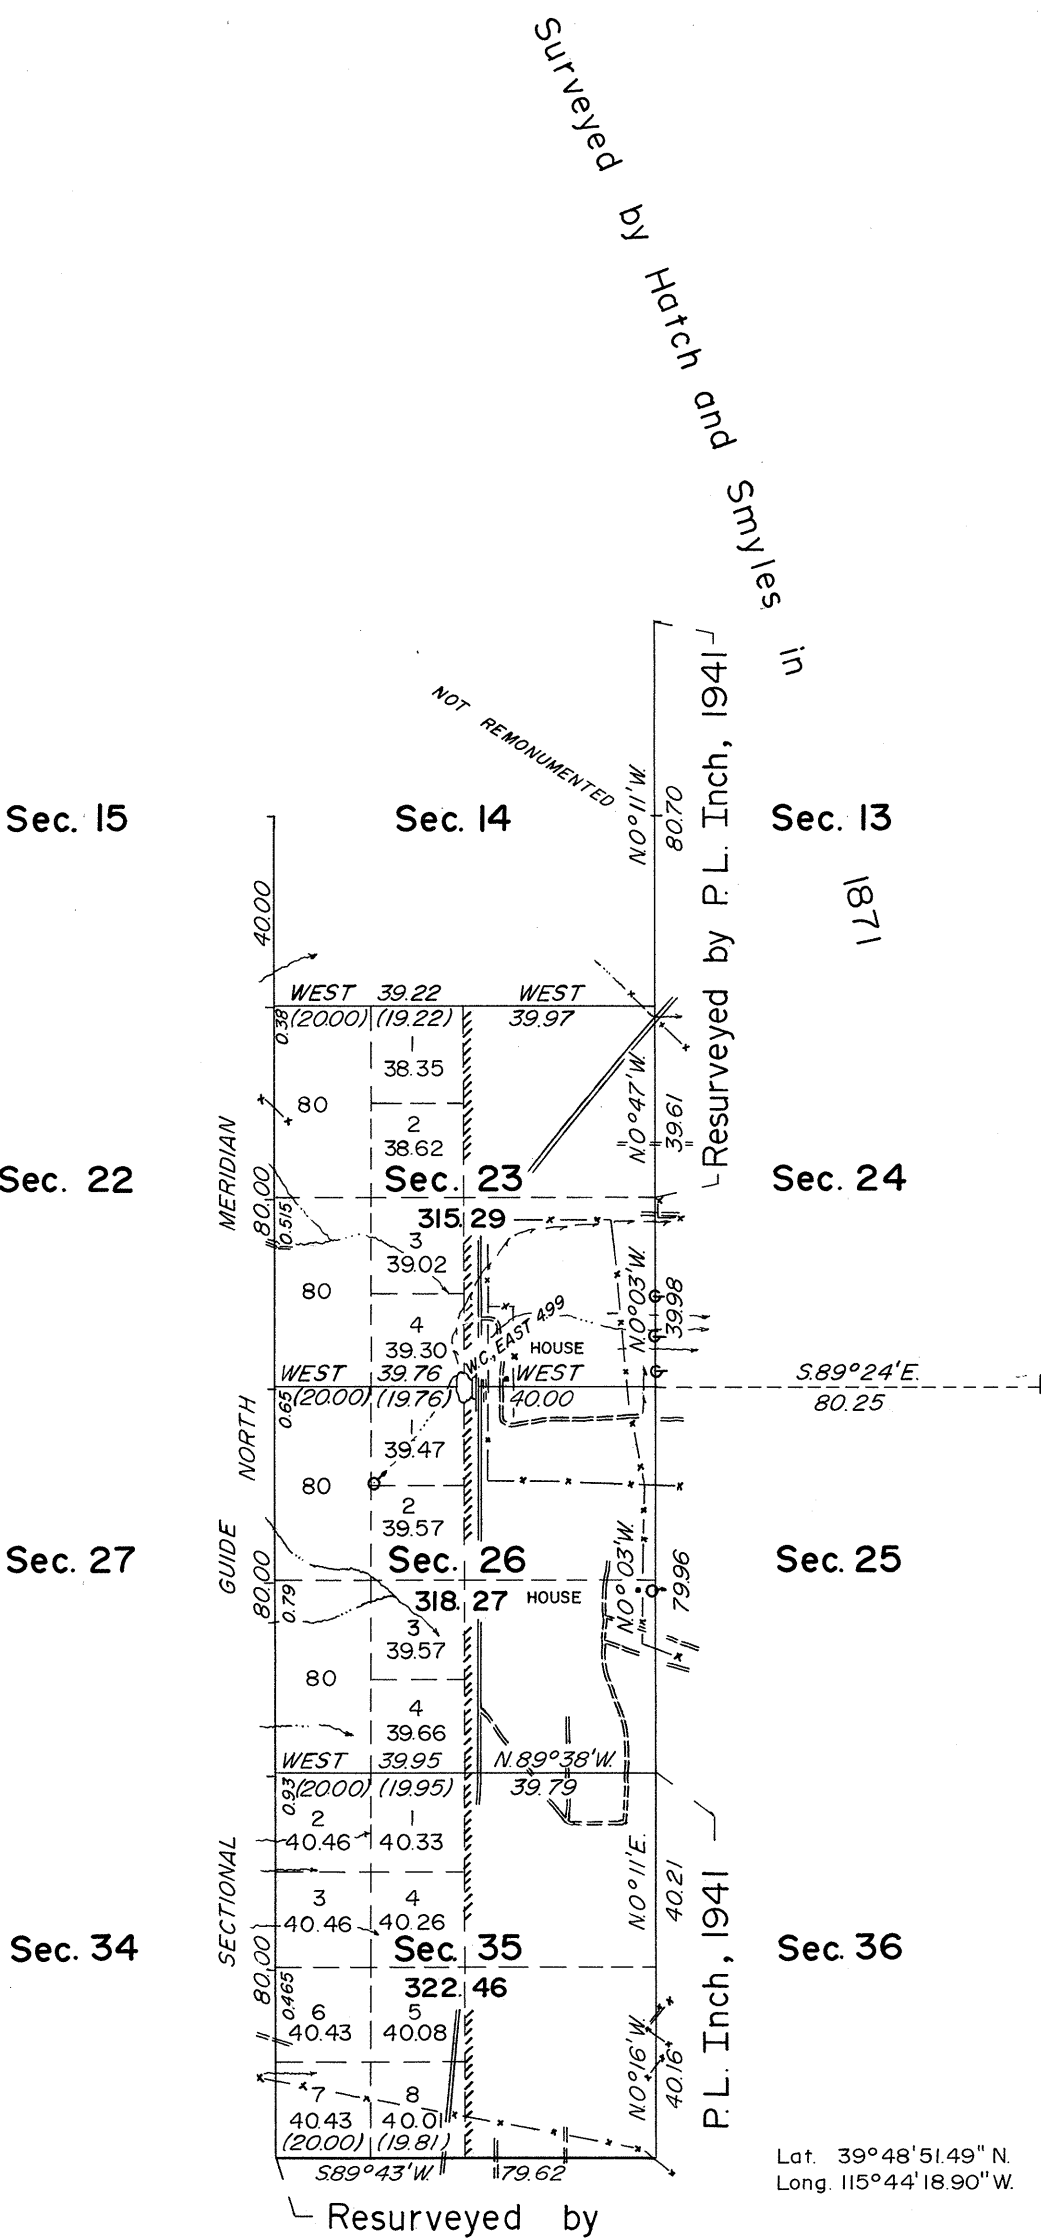 Surveyed by Hatch and Smyles in
1871
NOT REMONUMENTED
N.0°11'W.
80.70
Resurveyed by P.L. Inch, 1941
Sec. 15
Sec. 14
Sec. 13
40.00
WEST 39.22 WEST
0.38
(20.00) (19.22) 39.97
1
38.35
80
2
38.62
N.0°47'W.
39.61
MERIDIAN
80.00
Sec. 22
Sec. 23
Sec. 24
315.29
0.515
3
39.02
80
4
39.30
W.C., EAST 4.99
HOUSE
N.0°03'W.
39.98
WEST 39.76 WEST
S.89°24'E.
0.65
(20.00) (19.76) 40.00
80.25
1
39.47
80
2
39.57
NORTH
GUIDE
80.00
Sec. 27
Sec. 26
Sec. 25
318.27
HOUSE
0.79
N.0°03'W.
79.96
3
39.57
80
4
39.66
WEST 39.95 N.89°38'W.
0.93
(20.00) (19.95) 39.79
2 1
40.46 40.33
3 4
40.46 40.26
N.0°11'E.
40.21
SECTIONAL
80.00
Sec. 34
Sec. 35
Sec. 36
322.46
0.465
6 5
40.43 40.08
7 8
40.43 40.01
(20.00) (19.81)
N.0°16'W.
40.16
P.L. Inch, 1941
S.89°43'W. 79.62
Resurveyed by
Lat. 39°48'51.49" N.
Long. 115°44'18.90" W.